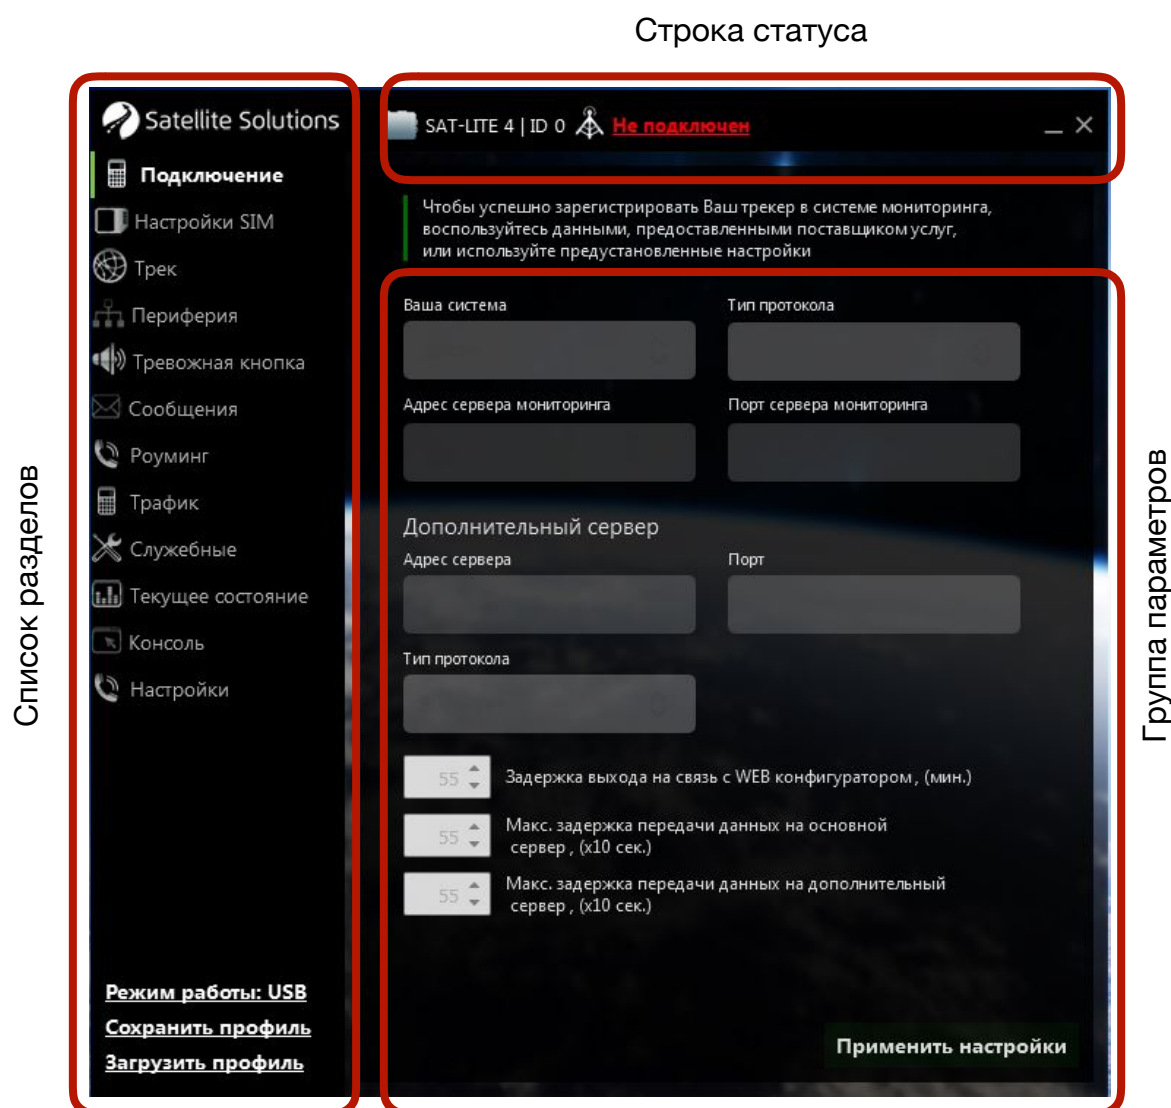 Строка статуса
Satellite Solutions
SAT-LITE 4 | ID 0 Не подключен
Подключение
Настройки SIM
Трек
Периферия
Тревожная кнопка
Сообщения
Роуминг
Трафик
Служебные
Текущее состояние
Консоль
Настройки
Режим работы: USB
Сохранить профиль
Загрузить профиль
Список разделов
Чтобы успешно зарегистрировать Ваш трекер в системе мониторинга,
воспользуйтесь данными, предоставленными поставщиком услуг,
или используйте предустановленные настройки
Ваша система
Тип протокола
Адрес сервера мониторинга
Порт сервера мониторинга
Дополнительный сервер
Адрес сервера
Порт
Тип протокола
55 Задержка выхода на связь с WEB конфигуратором , (мин.)
55 Макс. задержка передачи данных на основной
сервер , (x10 сек.)
55 Макс. задержка передачи данных на дополнительный
сервер , (x10 сек.)
Применить настройки
Группа параметров